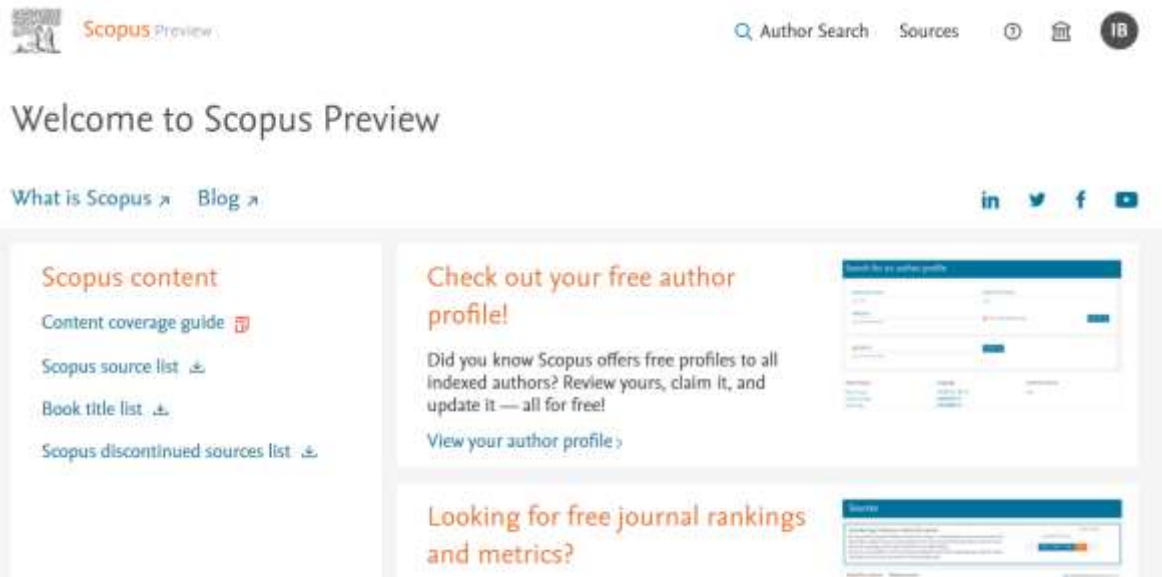 Scopus Preview
Author Search Sources IB
Welcome to Scopus Preview
What is Scopus Blog
in f
Scopus content
Content coverage guide
Scopus source list
Book title list
Scopus discontinued sources list
Check out your free author
profile!
Did you know Scopus offers free profiles to all
indexed authors? Review yours, claim it, and
update it — all for free!
View your author profile
Search for an author profile
Looking for free journal rankings
and metrics?
Sources